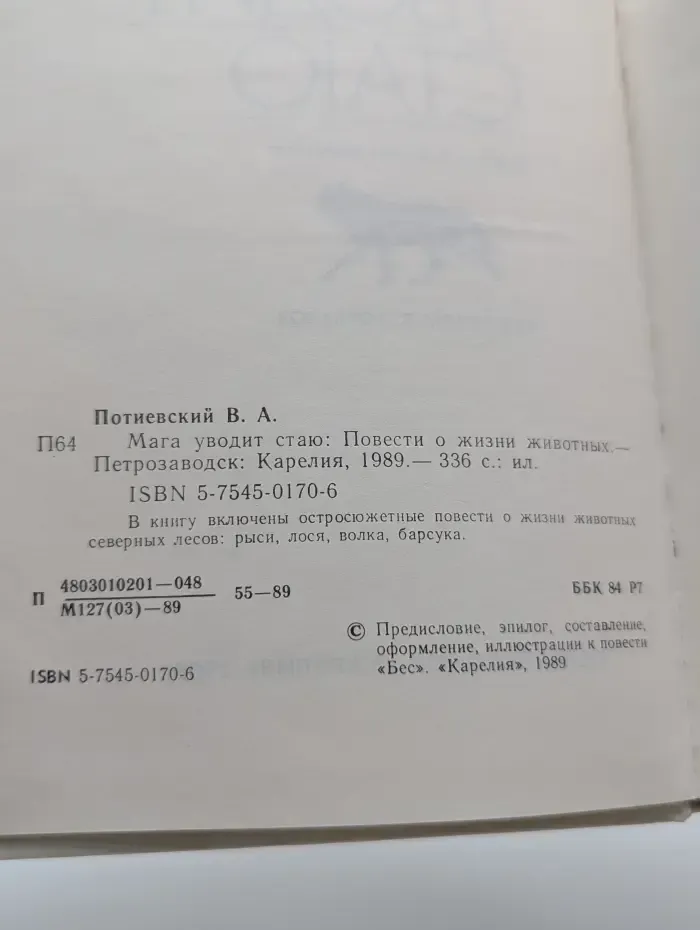 Потиевский В. А.
П64 Мага уводит стаю: Повести о жизни животных.—
Петрозаводск: Карелия, 1989.— 336 с.: ил.
ISBN 5-7545-0170-6
В книгу включены остросюжетные повести о жизни животных
северных лесов: рыси, лося, волка, барсука.
П 4803010201—048 55—89
М127(03)—89
ББК 84 Р7
© Предисловие, эпилог, составление,
оформление, иллюстрации к повести
«Бес». «Карелия», 1989
ISBN 5-7545-0170-6